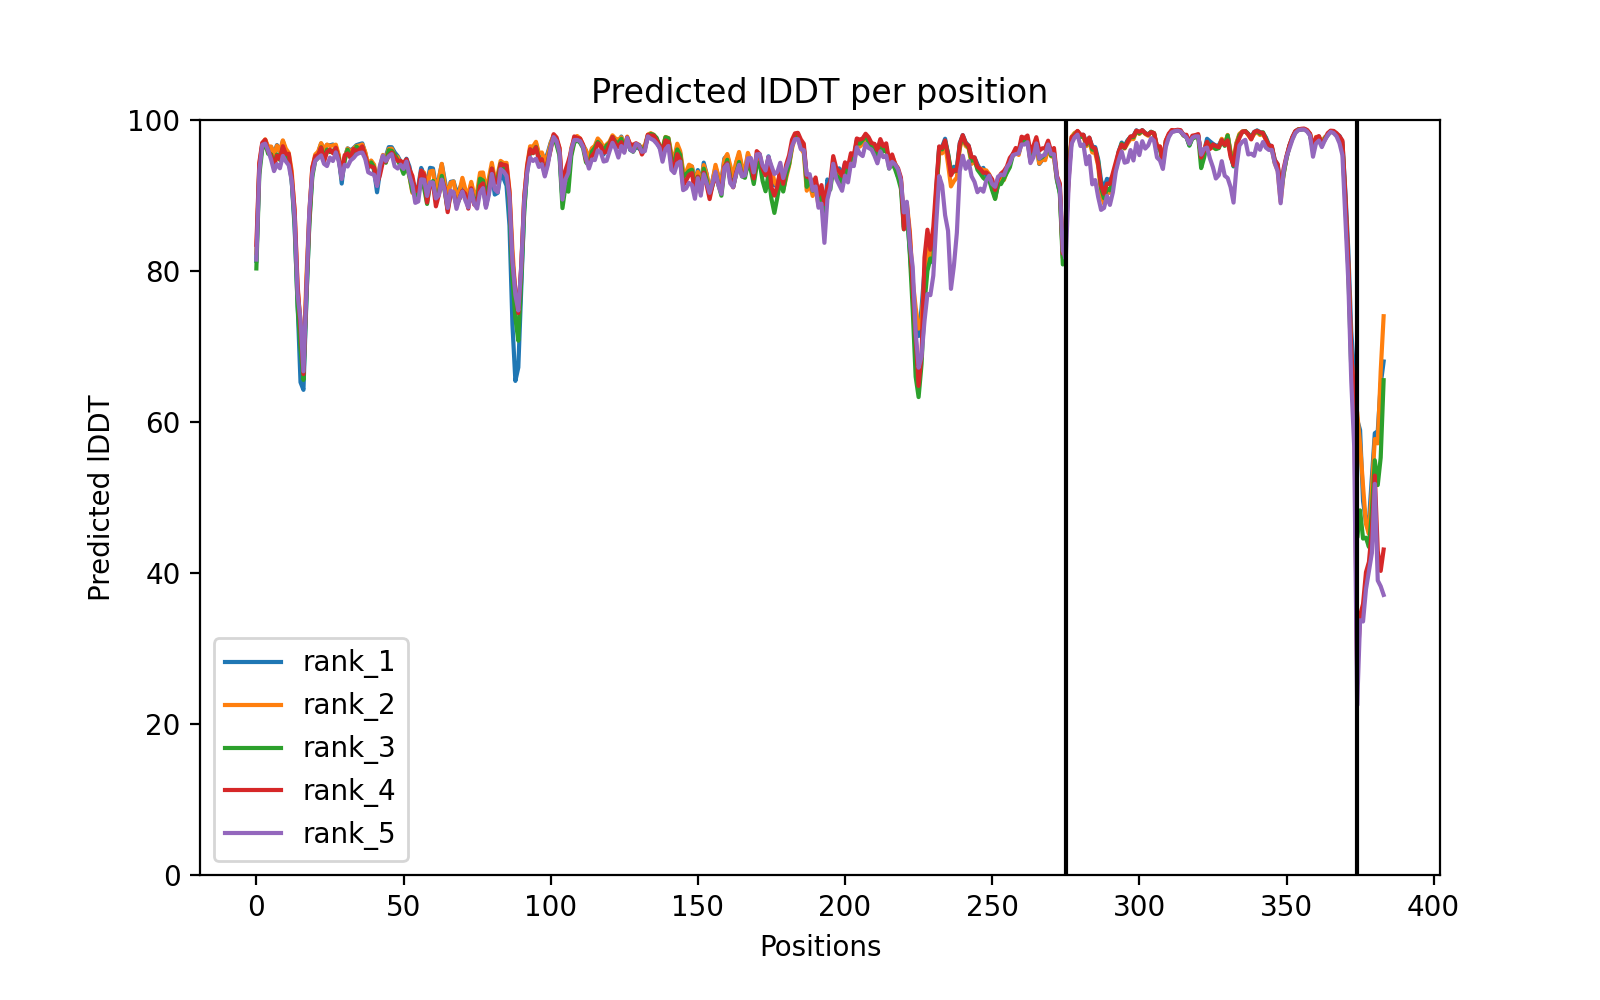 Predicted lDDT per position
100
80
60
40
20
0
Predicted lDDT
rank_1
rank_2
rank_3
rank_4
rank_5
0 50 100 150 200 250 300 350 400
Positions